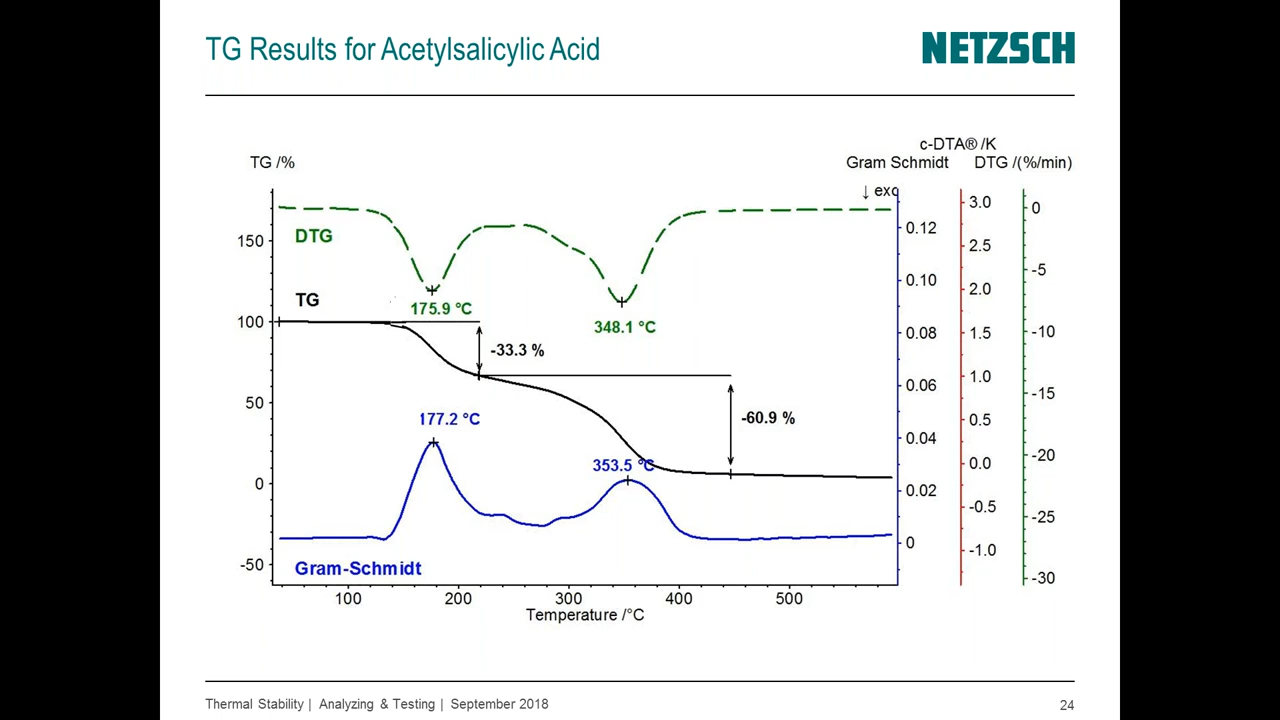 TG Results for Acetylsalicylic Acid
NETZSCH
c-DTA® /K
TG /%
Gram Schmidt
DTG /(%/min)
↓ exo
DTG
TG
175.9 °C
348.1 °C
-33.3 %
-60.9 %
177.2 °C
353.5 °C
Gram-Schmidt
150
100
50
0
-50
0.12
0.10
0.08
0.06
0.04
0.02
0
3.0
2.5
2.0
1.5
1.0
0.5
0.0
-0.5
-1.0
0
-5
-10
-15
-20
-25
-30
100 200 300 400 500
Temperature /°C
Thermal Stability | Analyzing & Testing | September 2018
24